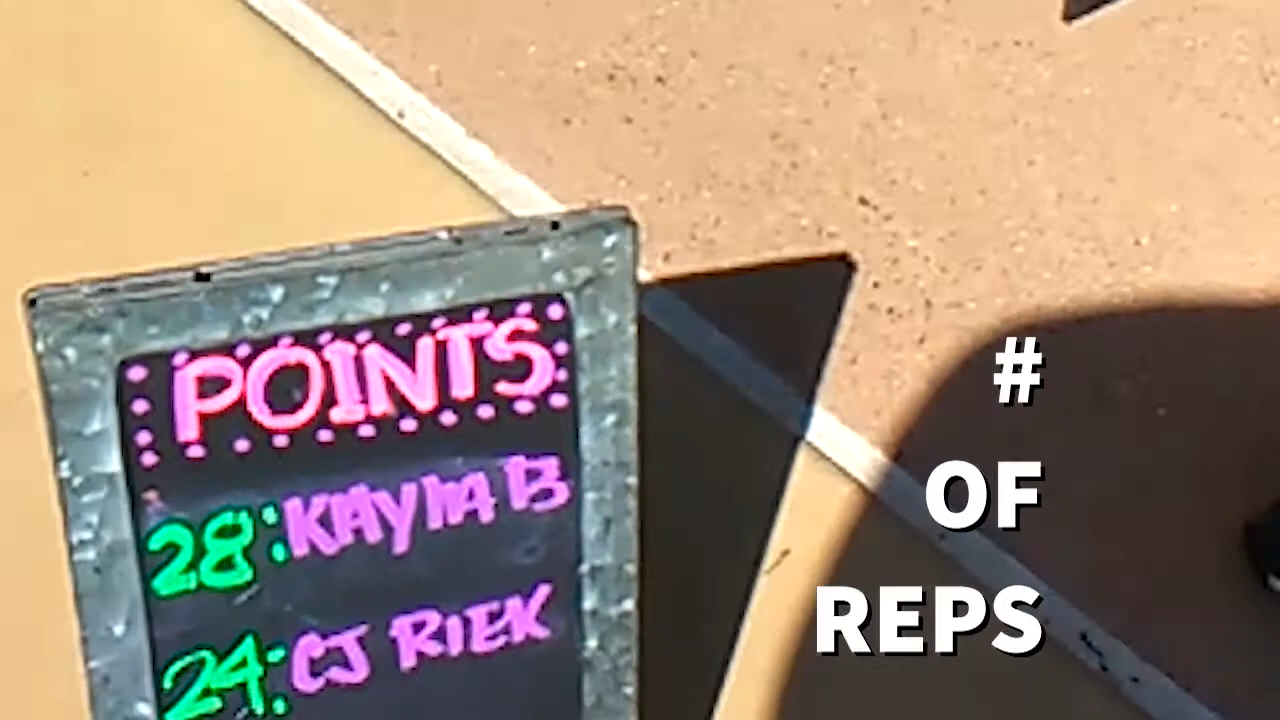 POINTS
28: KAYLA B
24: CJ RIEK
#
OF
REPS